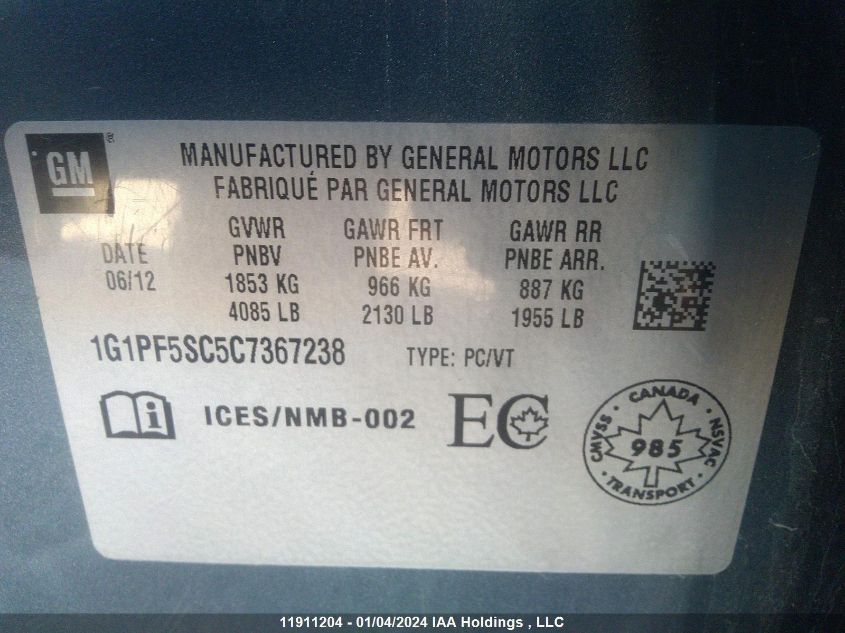 GM ®
MANUFACTURED BY GENERAL MOTORS LLC
FABRIQUÉ PAR GENERAL MOTORS LLC
DATE
06/12
GVWR
PNBV
1853 KG
4085 LB
GAWR FRT
PNBE AV.
966 KG
2130 LB
GAWR RR
PNBE ARR.
887 KG
1955 LB
1G1PF5SC5C7367238 TYPE: PC/VT
i ICES/NMB-002 EC
CANADA
CMVSS • 985 • NSVAC
• TRANSPORT •
11911204 - 01/04/2024 IAA Holdings , LLC